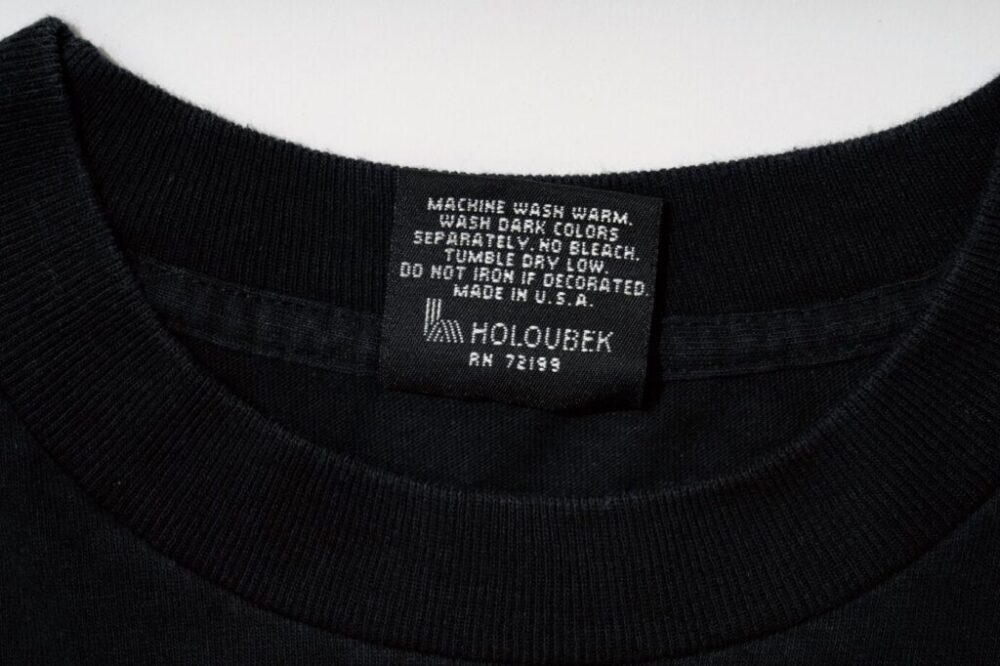 MACHINE WASH WARM.
WASH DARK COLORS
SEPARATELY. NO BLEACH.
TUMBLE DRY LOW.
DO NOT IRON IF DECORATED.
MADE IN U.S.A.
HOLOUBEK
RN 72199